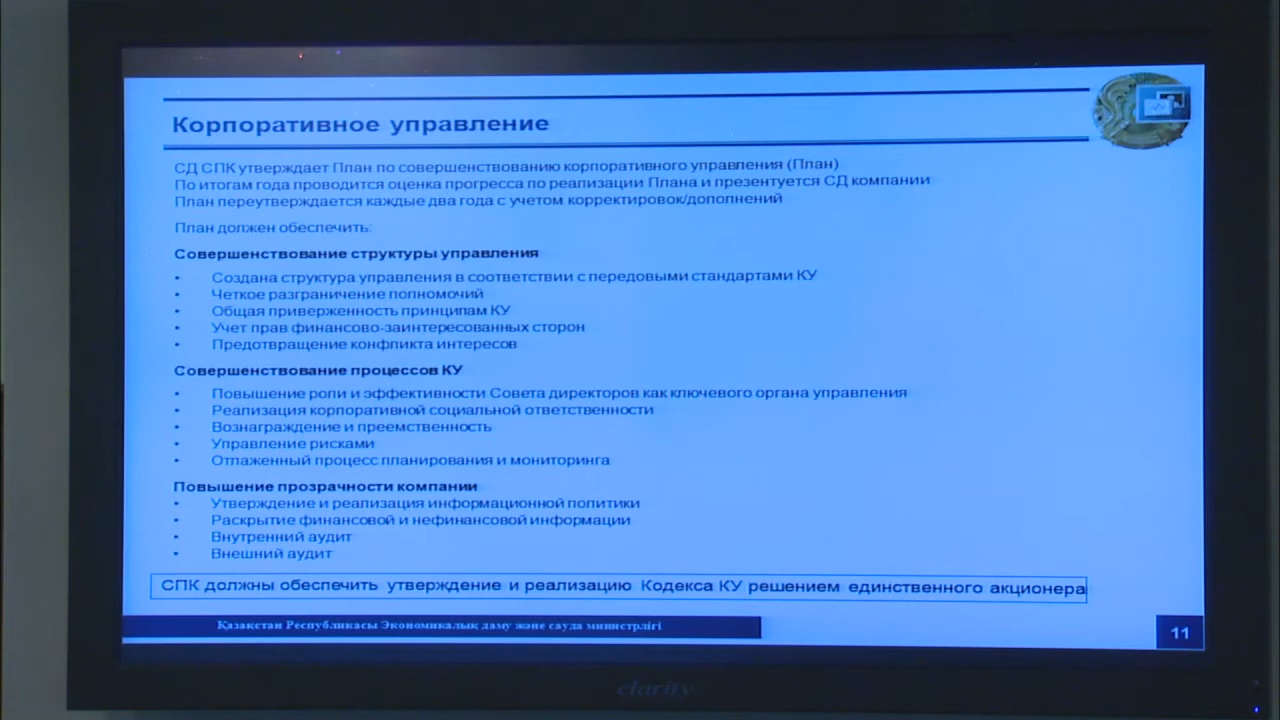 Корпоративное управление
СД СПК утверждает План по совершенствованию корпоративного управления (План)
По итогам года проводится оценка прогресса по реализации Плана и презентуется СД компании
План переутверждается каждые два года с учетом корректировок/дополнений
План должен обеспечить:
Совершенствование структуры управления
• Создана структура управления в соответствии с передовыми стандартами КУ
• Четкое разграничение полномочий
• Общая приверженность принципам КУ
• Учет прав финансово-заинтересованных сторон
• Предотвращение конфликта интересов
Совершенствование процессов КУ
• Повышение роли и эффективности Совета директоров как ключевого органа управления
• Реализация корпоративной социальной ответственности
• Вознаграждение и преемственность
• Управление рисками
• Отлаженный процесс планирования и мониторинга
Повышение прозрачности компании
• Утверждение и реализация информационной политики
• Раскрытие финансовой и нефинансовой информации
• Внутренний аудит
• Внешний аудит
СПК должны обеспечить утверждение и реализацию Кодекса КУ решением единственного акционера
Қазақстан Республикасы Экономикалық даму және сауда министрлігі
11
clarity